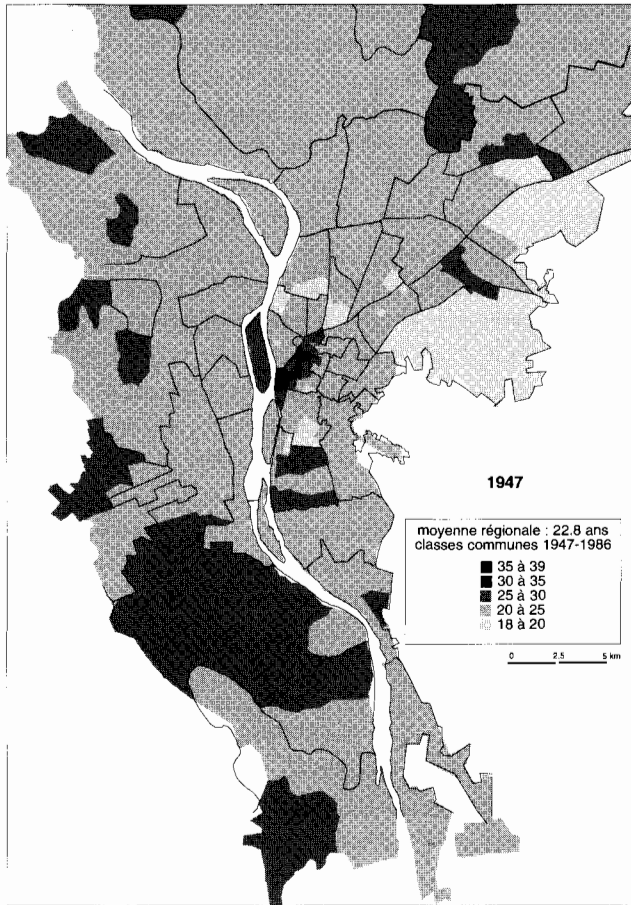 1947
moyenne régionale : 22.8 ans
classes communes 1947-1986
35 à 39
30 à 35
25 à 30
20 à 25
18 à 20
0 2.5 5 km